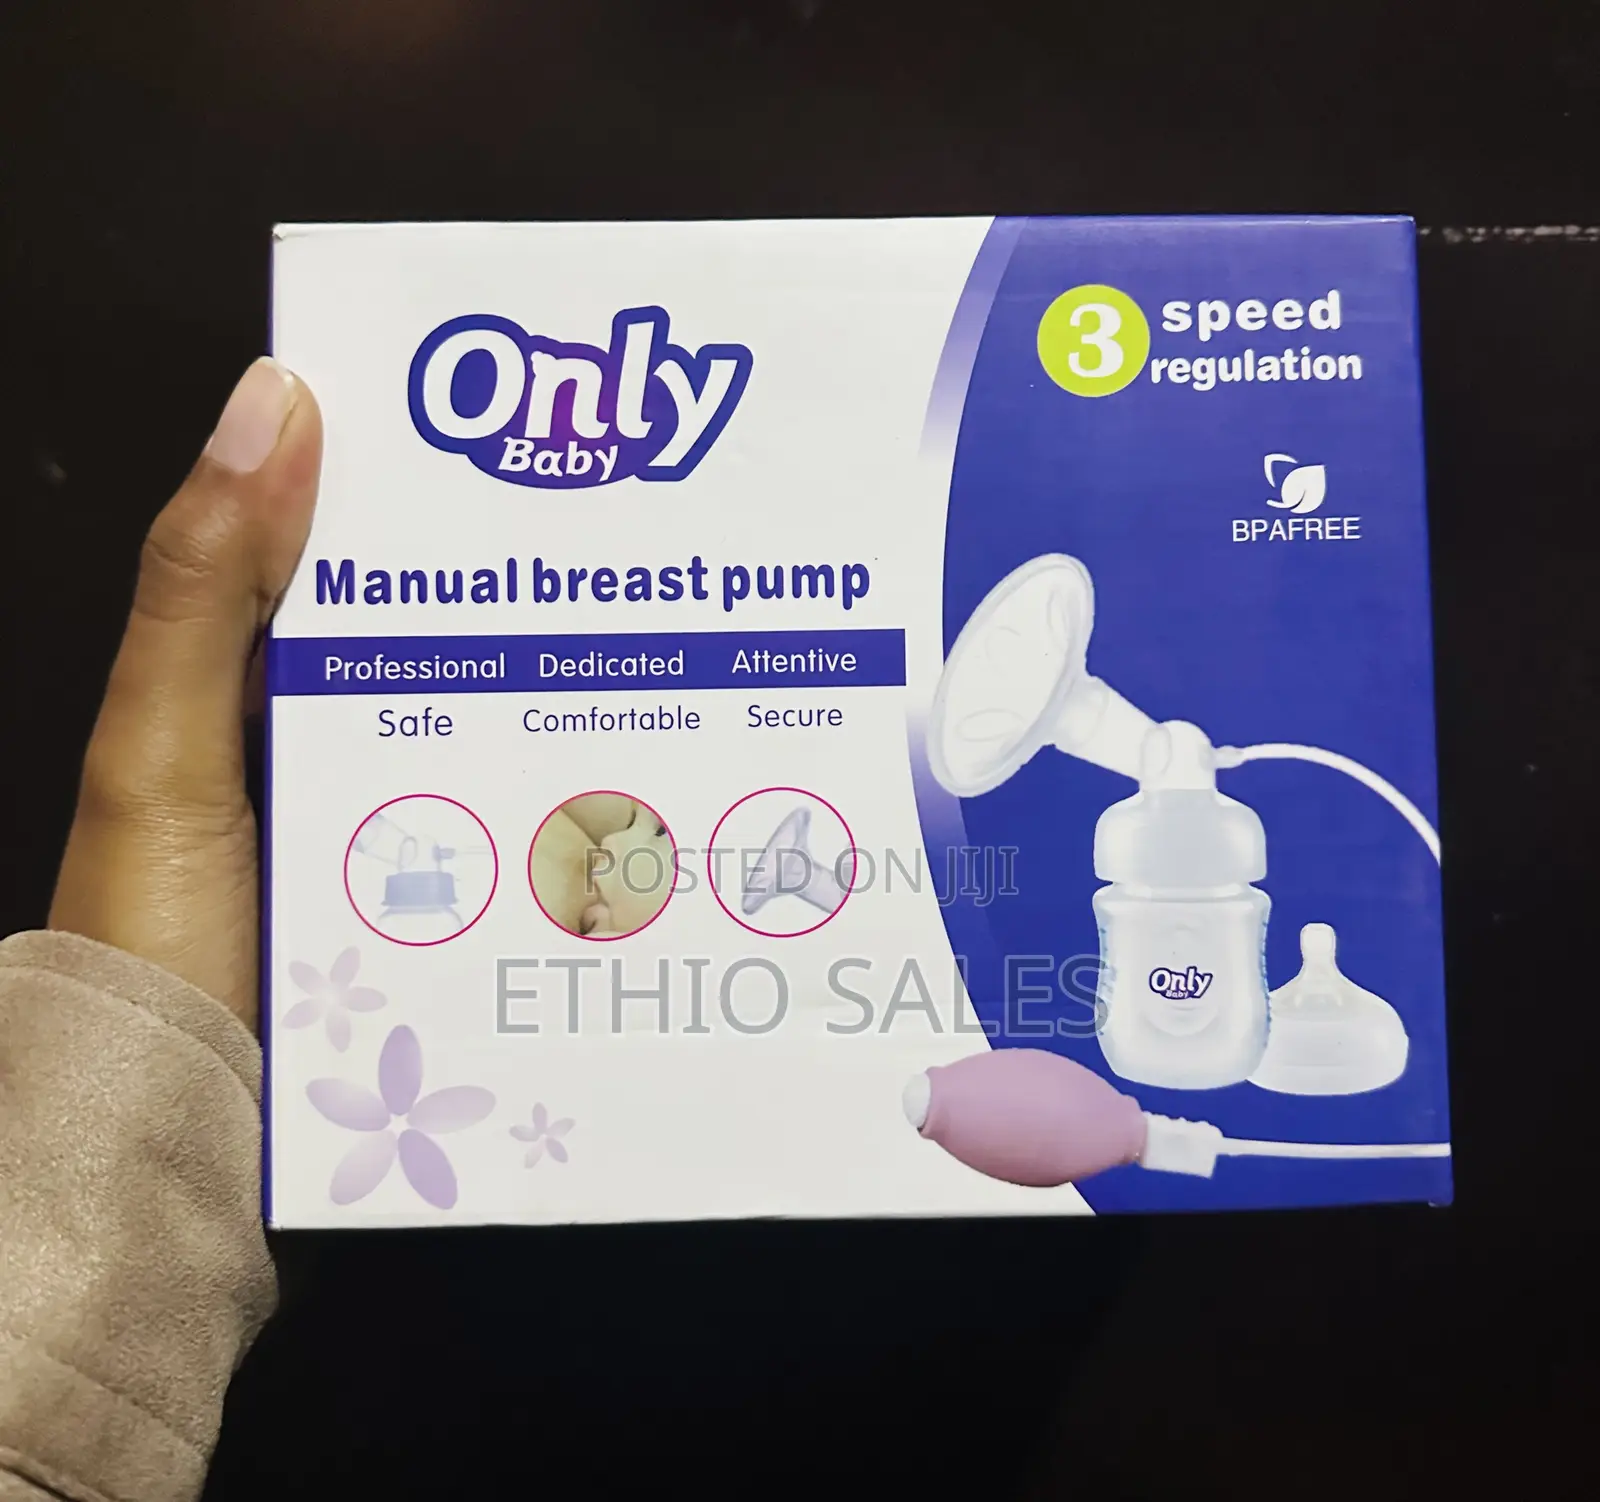 Only
Baby
3 speed
regulation
BPAFREE
Manual breast pump
Professional Dedicated Attentive
Safe Comfortable Secure
POSTED ON JIJI
ETHIO SALES
Only
Baby